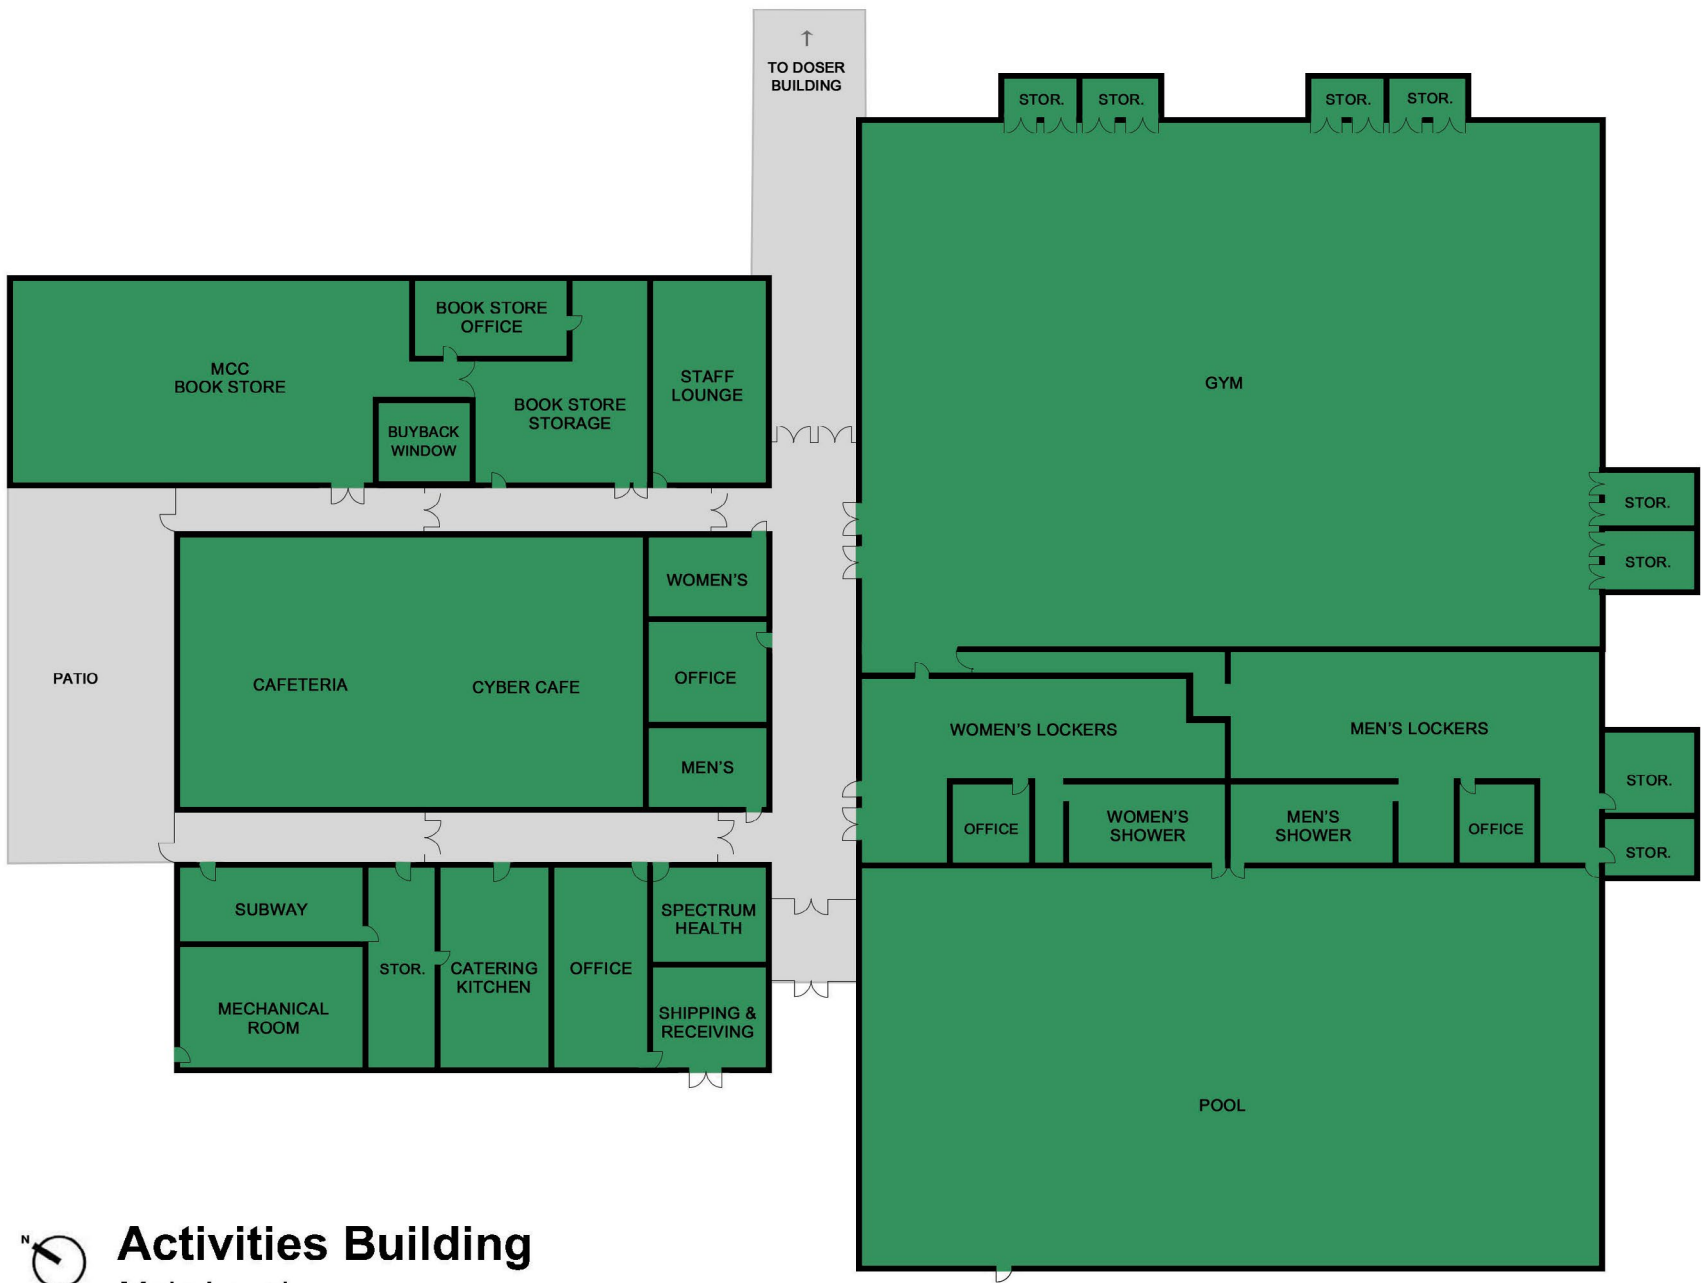 ↑
TO DOSER
BUILDING
STOR.
STOR.
STOR.
STOR.
BOOK STORE
OFFICE
MCC
BOOK STORE
STAFF
LOUNGE
BOOK STORE
STORAGE
BUYBACK
WINDOW
GYM
STOR.
STOR.
WOMEN'S
PATIO
CAFETERIA
CYBER CAFE
OFFICE
MEN'S
WOMEN'S LOCKERS
MEN'S LOCKERS
STOR.
OFFICE
WOMEN'S
SHOWER
MEN'S
SHOWER
OFFICE
STOR.
SUBWAY
SPECTRUM
HEALTH
STOR.
CATERING
KITCHEN
OFFICE
MECHANICAL
ROOM
SHIPPING &
RECEIVING
POOL
N
Activities Building